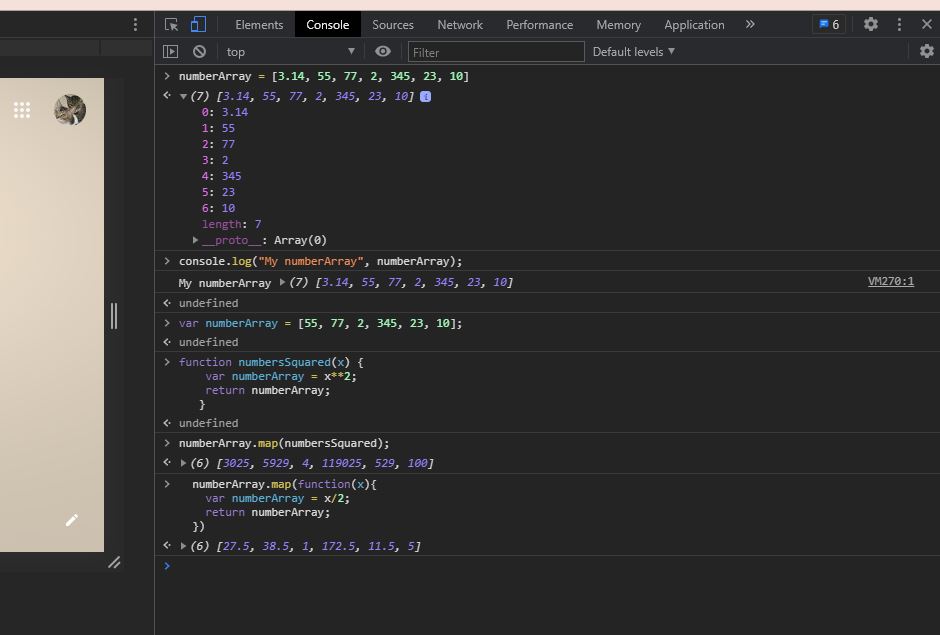 Elements Console Sources Network Performance Memory Application » 6
top Filter Default levels
numberArray = [3.14, 55, 77, 2, 345, 23, 10]
(7) [3.14, 55, 77, 2, 345, 23, 10]
0: 3.14
1: 55
2: 77
3: 2
4: 345
5: 23
6: 10
length: 7
__proto__: Array(0)
console.log("My numberArray", numberArray);
My numberArray (7) [3.14, 55, 77, 2, 345, 23, 10] VM270:1
undefined
var numberArray = [55, 77, 2, 345, 23, 10];
undefined
function numbersSquared(x) {
var numberArray = x**2;
return numberArray;
}
undefined
numberArray.map(numbersSquared);
(6) [3025, 5929, 4, 119025, 529, 100]
numberArray.map(function(x){
var numberArray = x/2;
return numberArray;
})
(6) [27.5, 38.5, 1, 172.5, 11.5, 5]